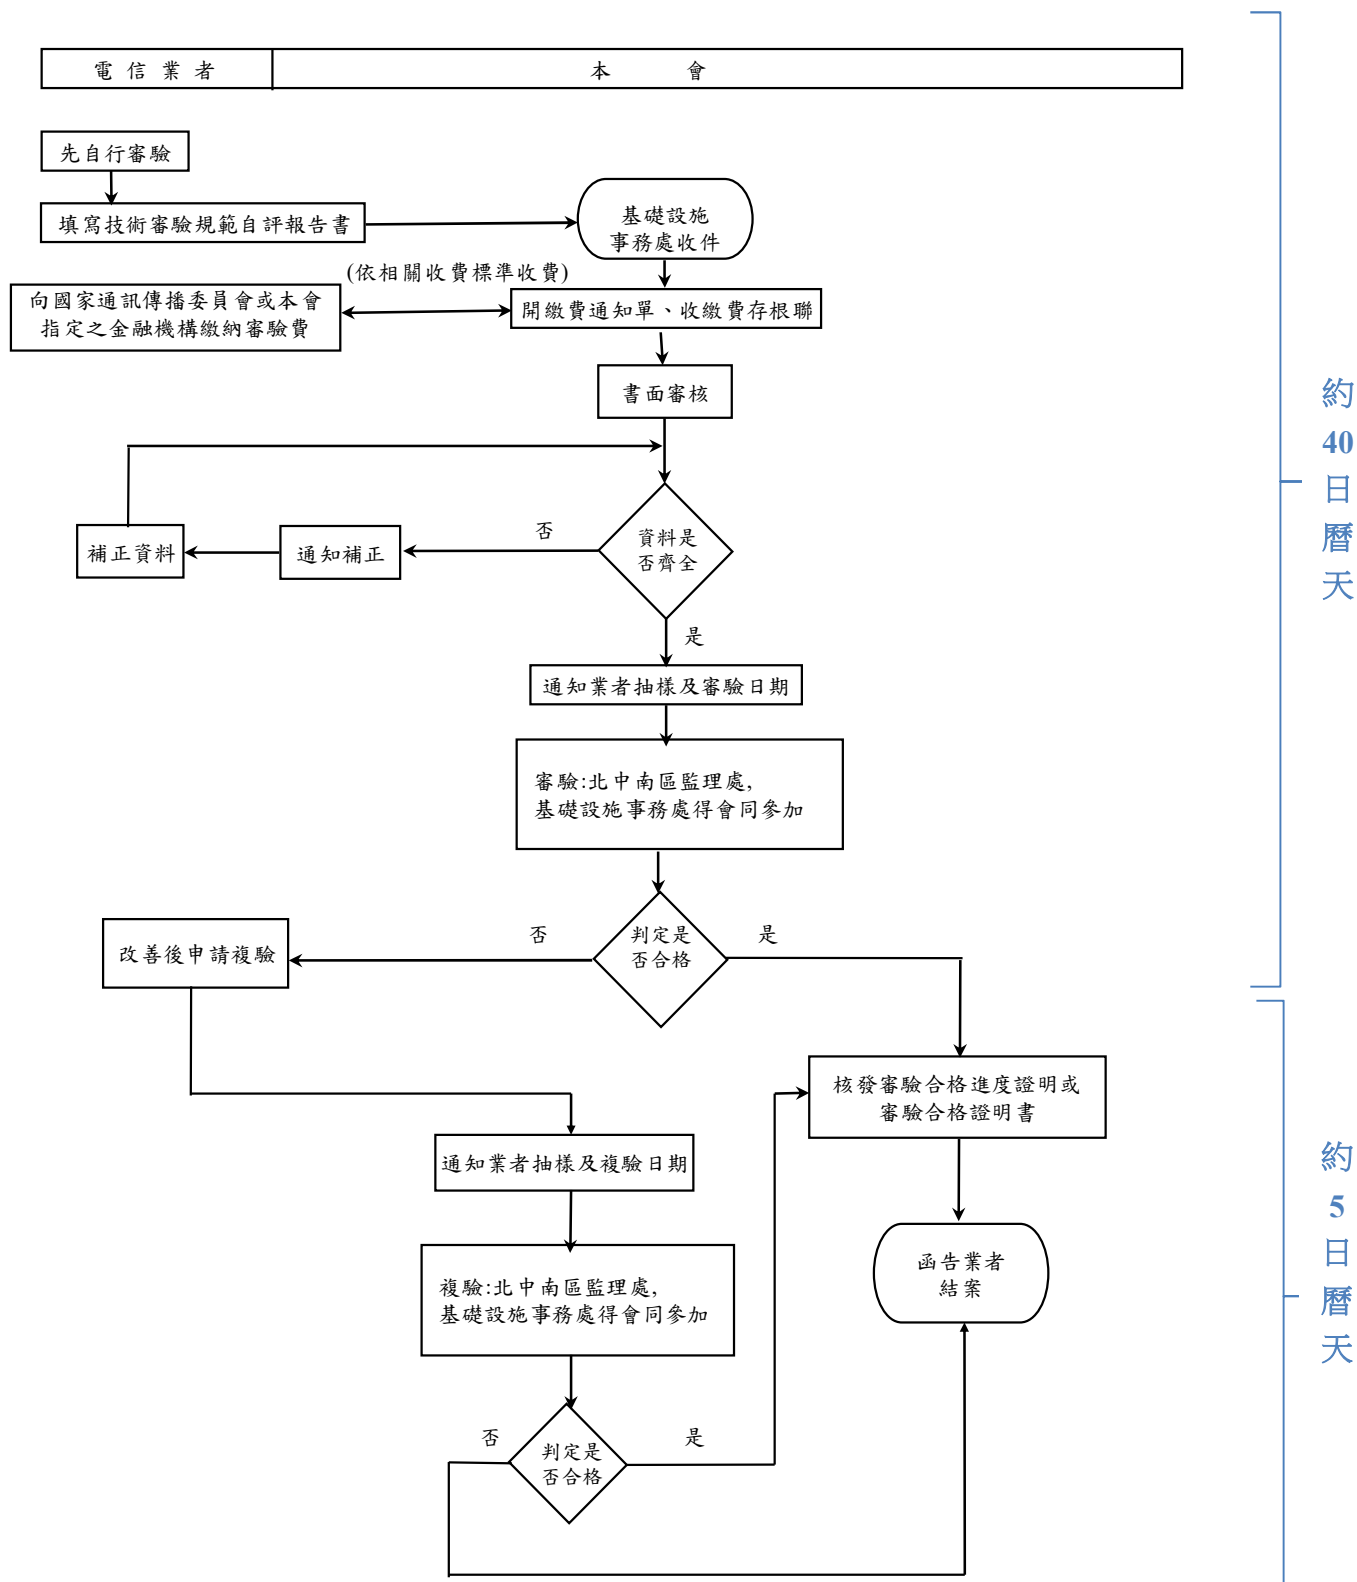 電信業者
本會
先自行審驗
填寫技術審驗規範自評報告書
基礎設施
事務處收件
(依相關收費標準收費)
向國家通訊傳播委員會或本會
指定之金融機構繳納審驗費
開繳費通知單、收繳費存根聯
書面審核
補正資料
通知補正
否
資料是
否齊全
是
通知業者抽樣及審驗日期
審驗:北中南區監理處,
基礎設施事務處得會同參加
改善後申請複驗
否
判定是
否合格
是
核發審驗合格進度證明或
審驗合格證明書
通知業者抽樣及複驗日期
複驗:北中南區監理處,
基礎設施事務處得會同參加
函告業者
結案
否
判定是
否合格
是
約
40
日
曆
天
約
5
日
曆
天